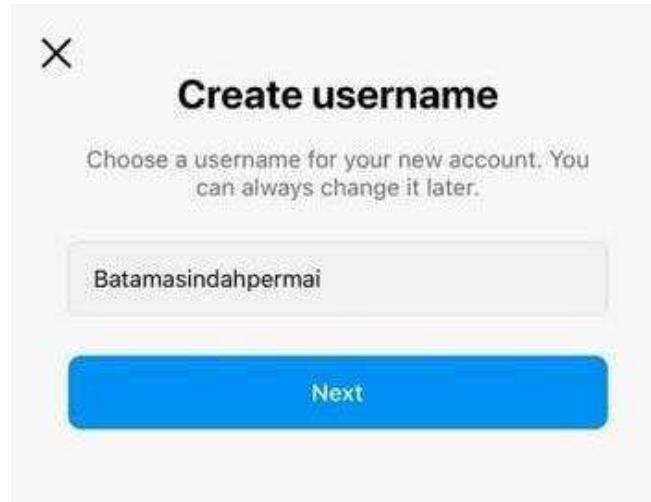 Create username
Choose a username for your new account. You
can always change it later.
Batamasindahpermai
Next